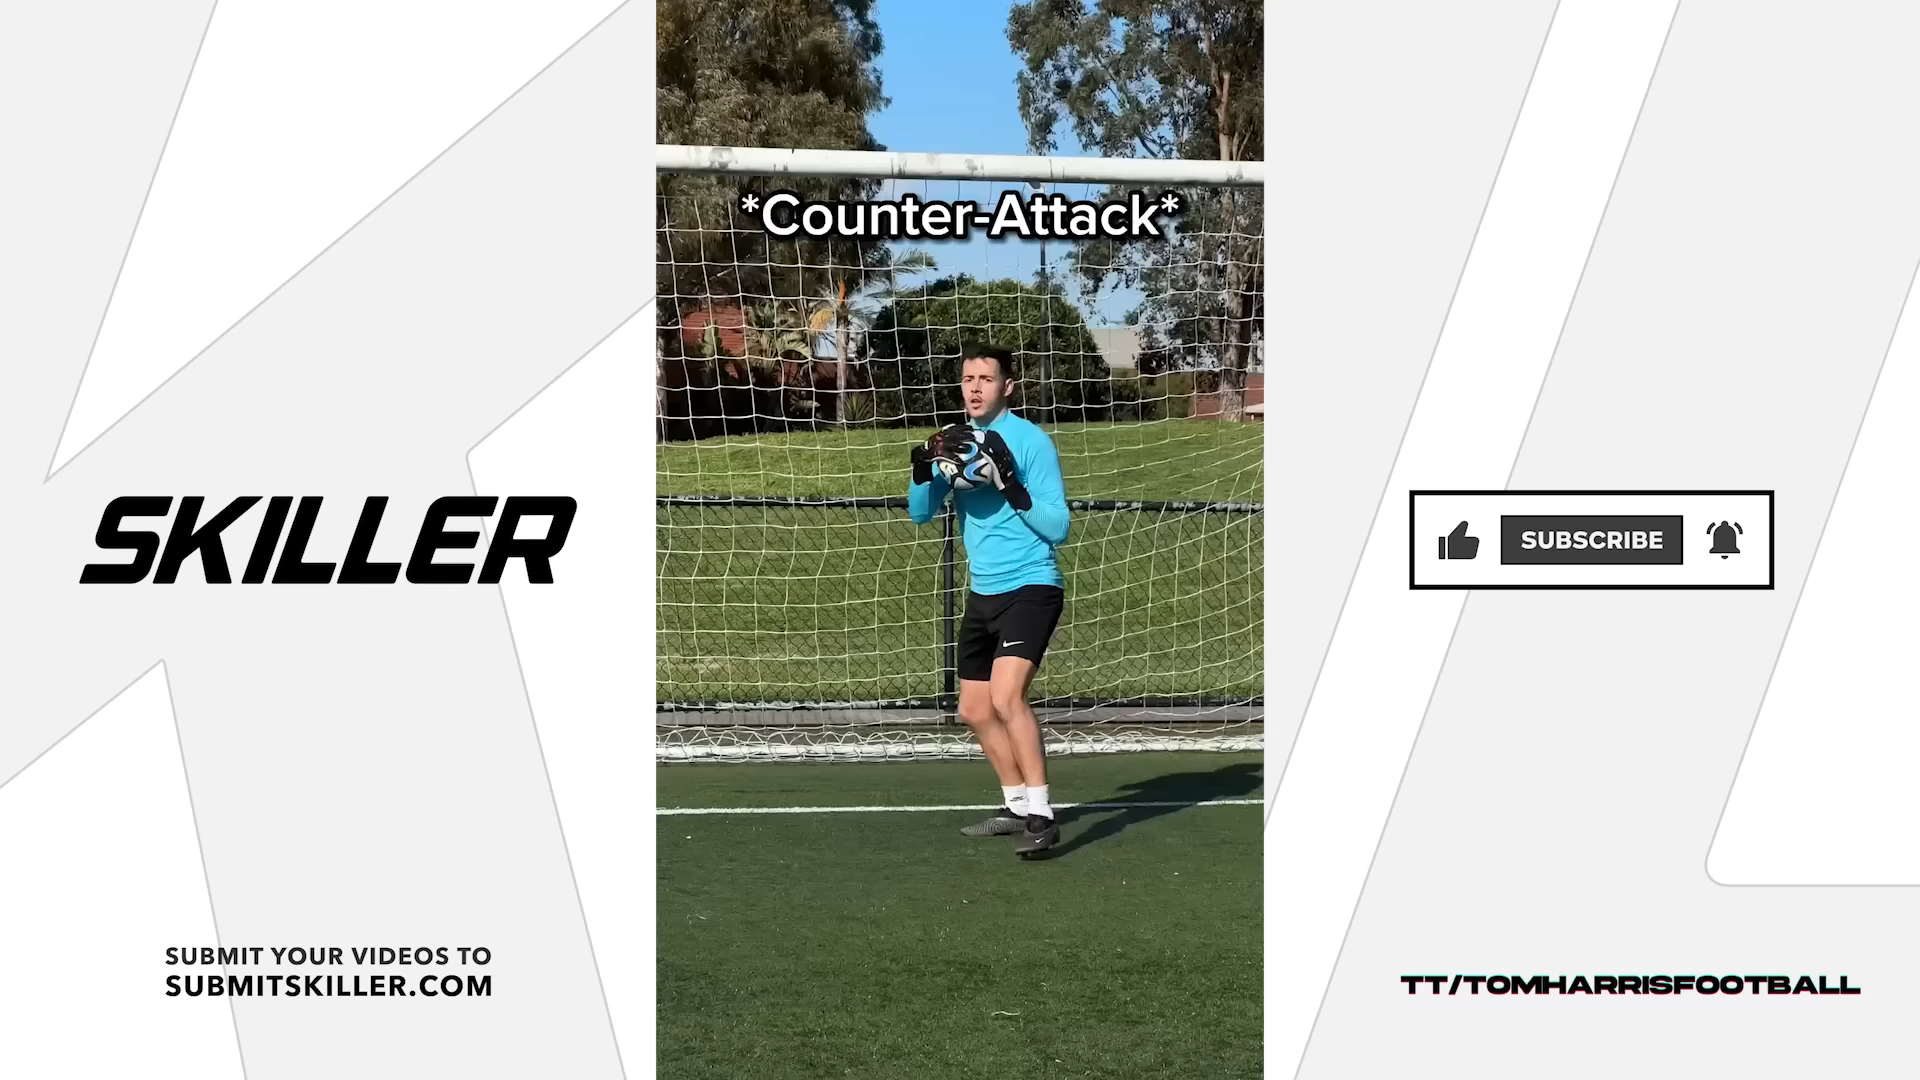 *Counter-Attack*
SKILLER
SUBSCRIBE
SUBMIT YOUR VIDEOS TO
SUBMITSKILLER.COM
TT/TOMHARRISFOOTBALL